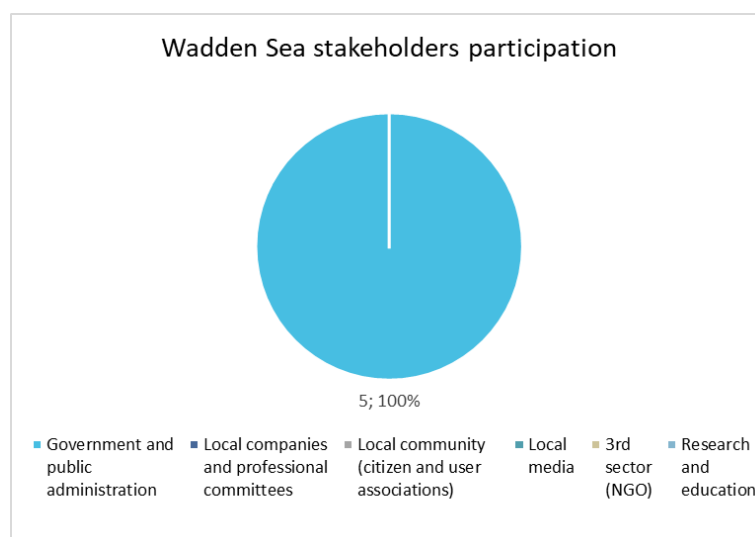 Wadden Sea stakeholders participation
5; 100%
Government and
public
administration
Local companies
and professional
committees
Local community
(citizen and user
associations)
Local
media
3rd
sector
(NGO)
Research
and
education